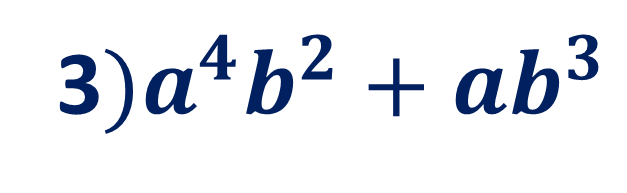 3)a⁴b² + ab³